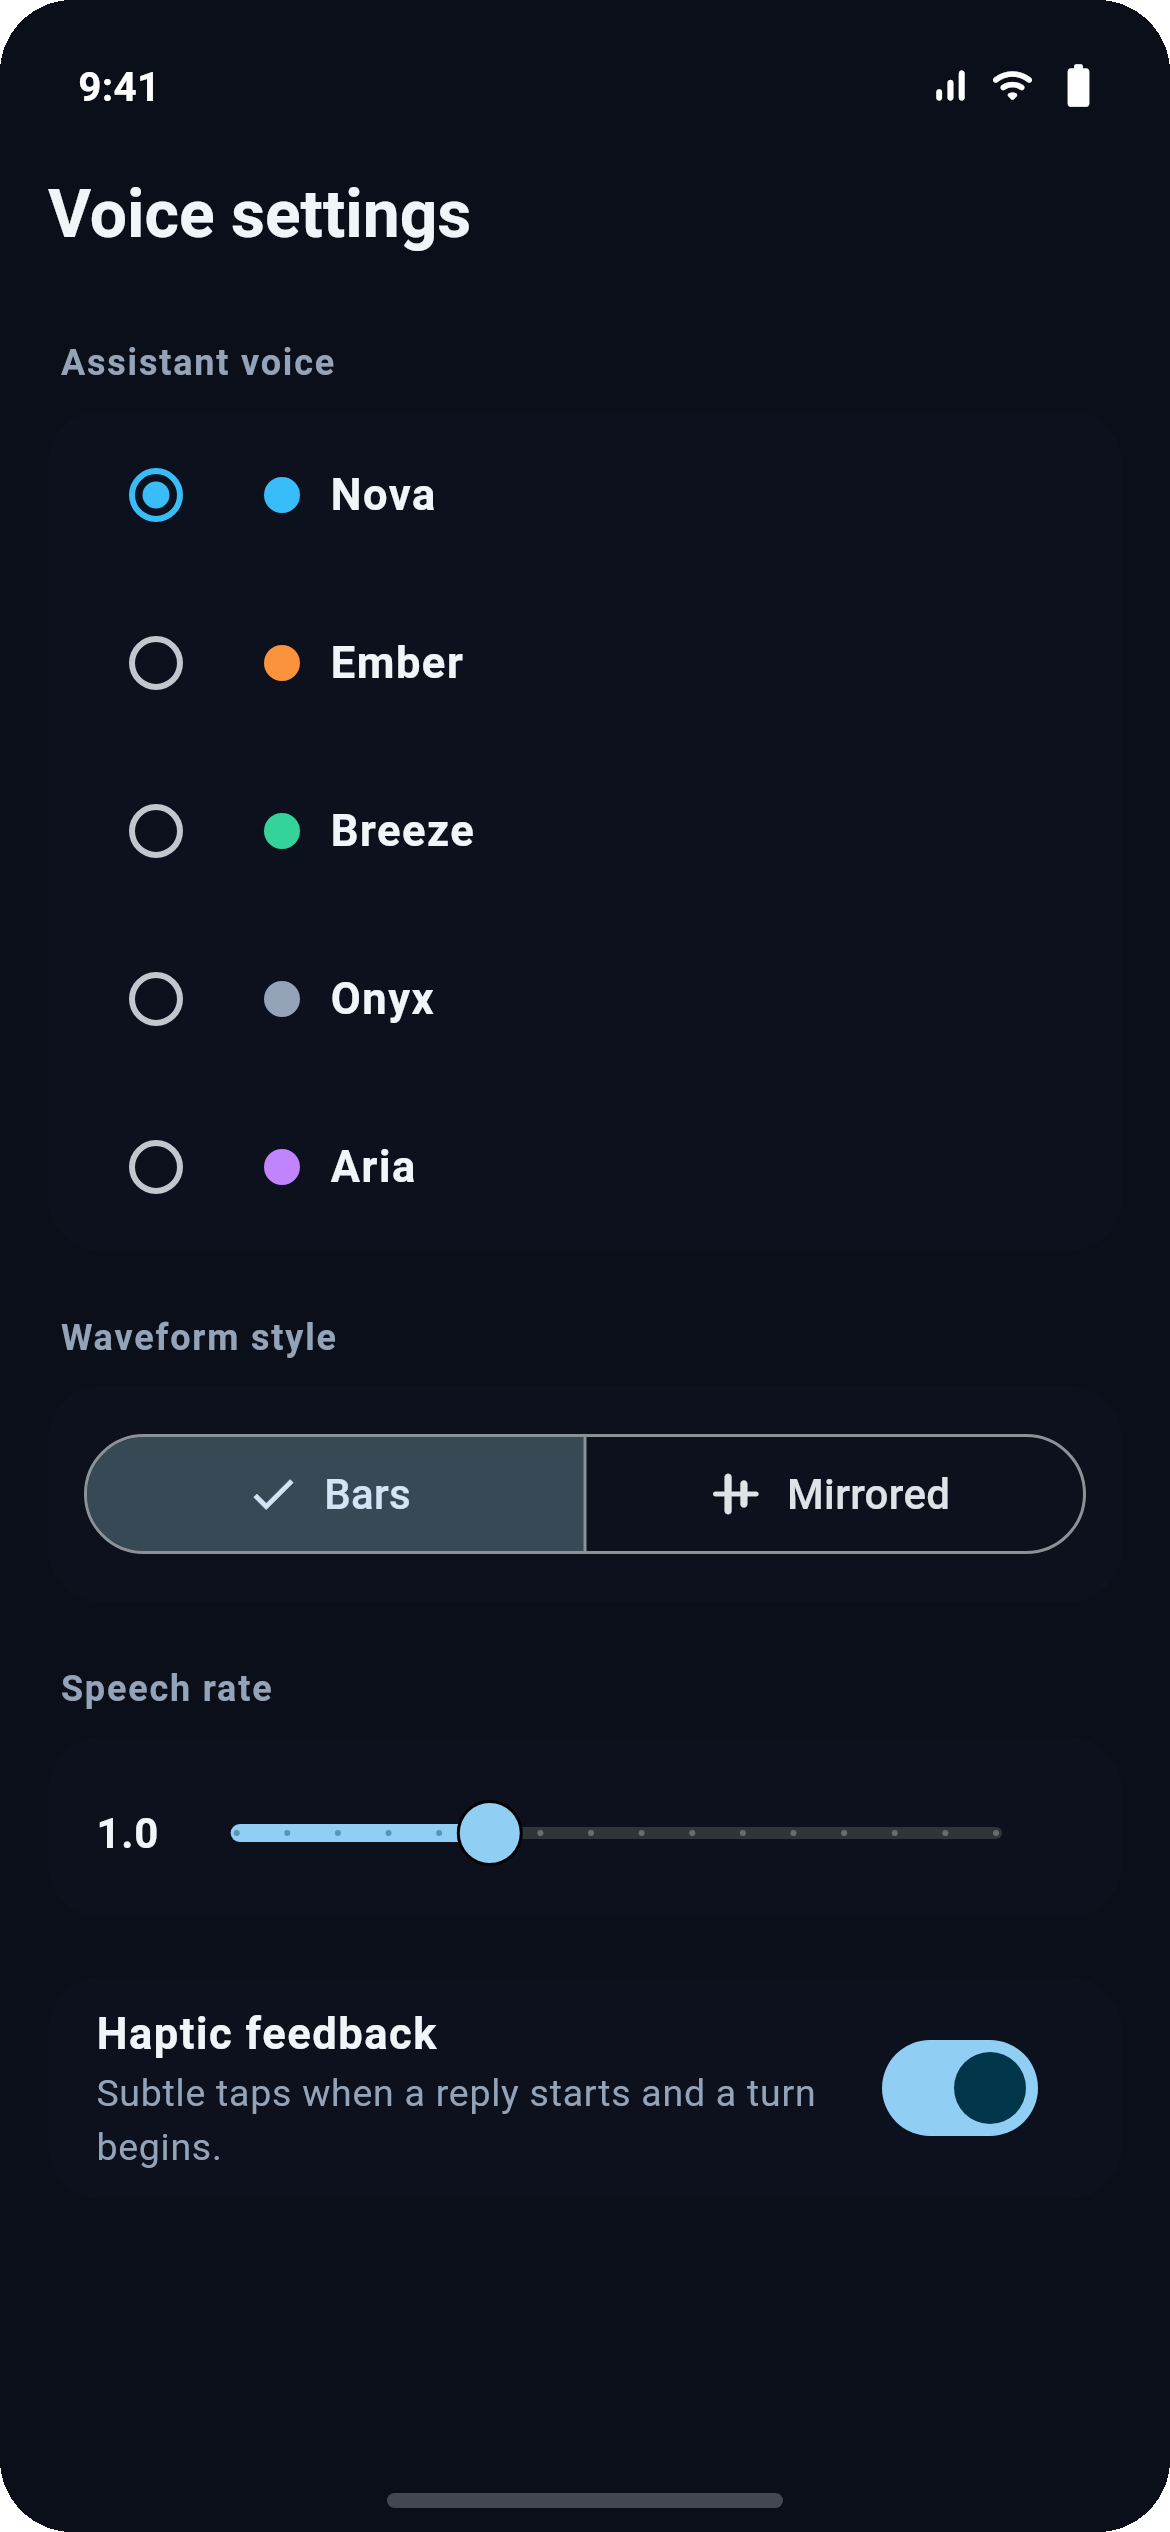 9:41
Voice settings
Assistant voice
Nova
Ember
Breeze
Onyx
Aria
Waveform style
Bars
Mirrored
Speech rate
1.0
Haptic feedback
Subtle taps when a reply starts and a turn
begins.